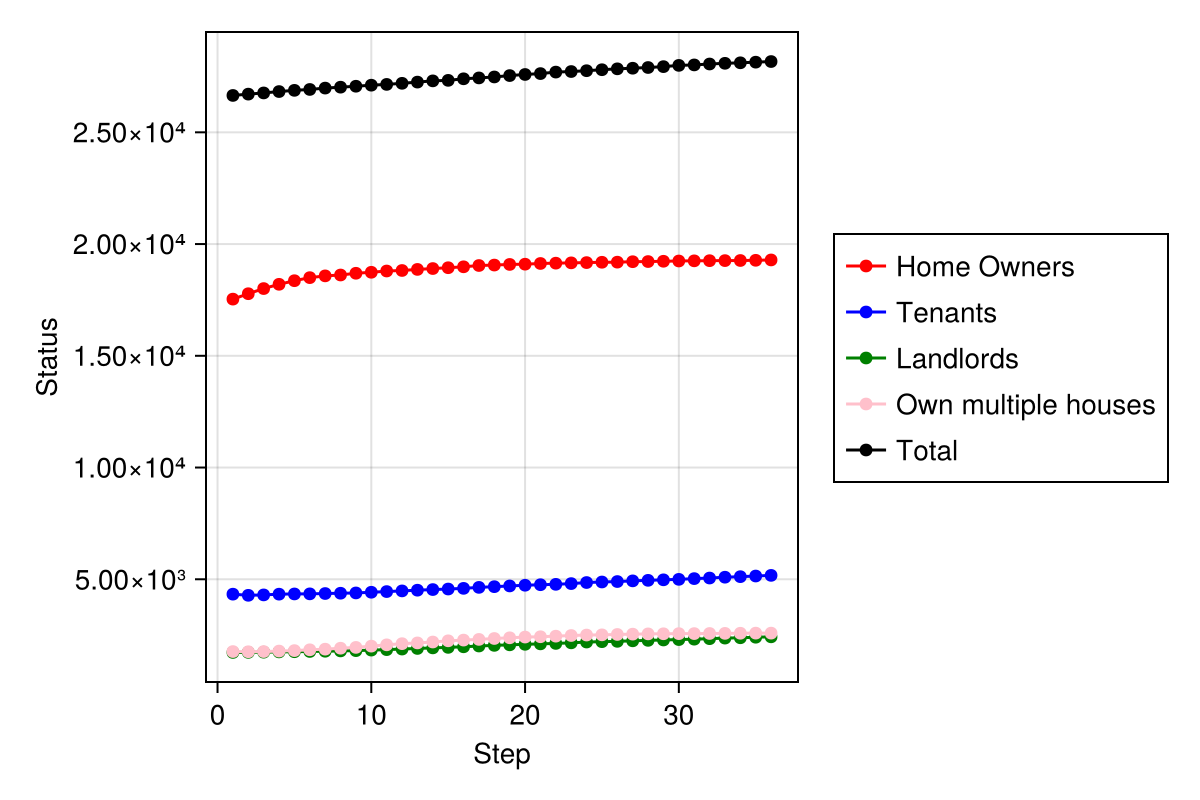 2.50×10⁴
2.00×10⁴
1.50×10⁴
1.00×10⁴
5.00×10³
Status
0 10 20 30
Step
Home Owners
Tenants
Landlords
Own multiple houses
Total